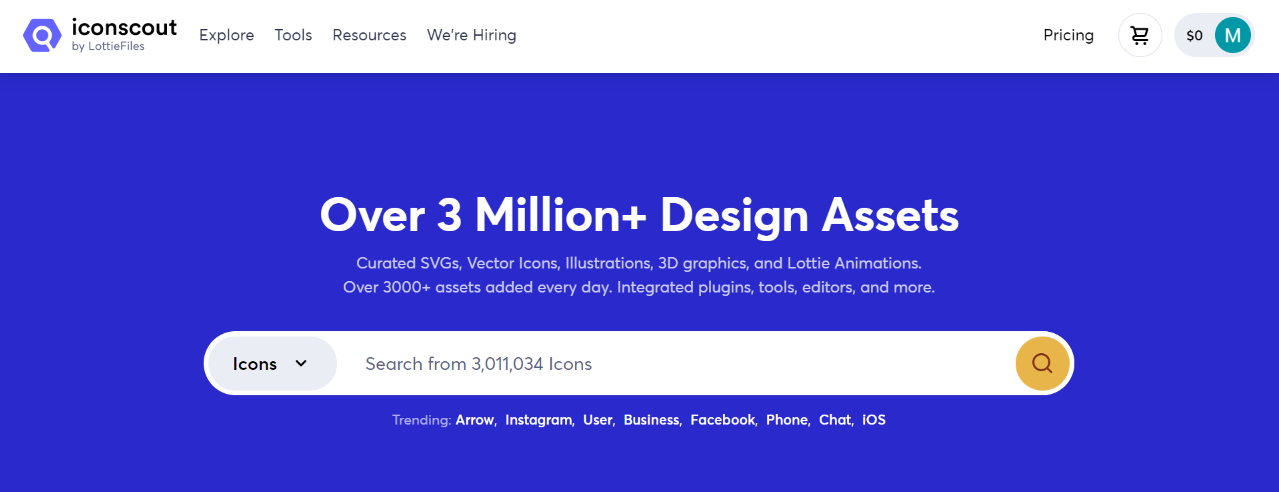 iconscout
by LottieFiles
Explore Tools Resources We're Hiring
Pricing $0 M
Over 3 Million+ Design Assets
Curated SVGs, Vector Icons, Illustrations, 3D graphics, and Lottie Animations.
Over 3000+ assets added every day. Integrated plugins, tools, editors, and more.
Icons Search from 3,011,034 Icons
Trending: Arrow, Instagram, User, Business, Facebook, Phone, Chat, iOS